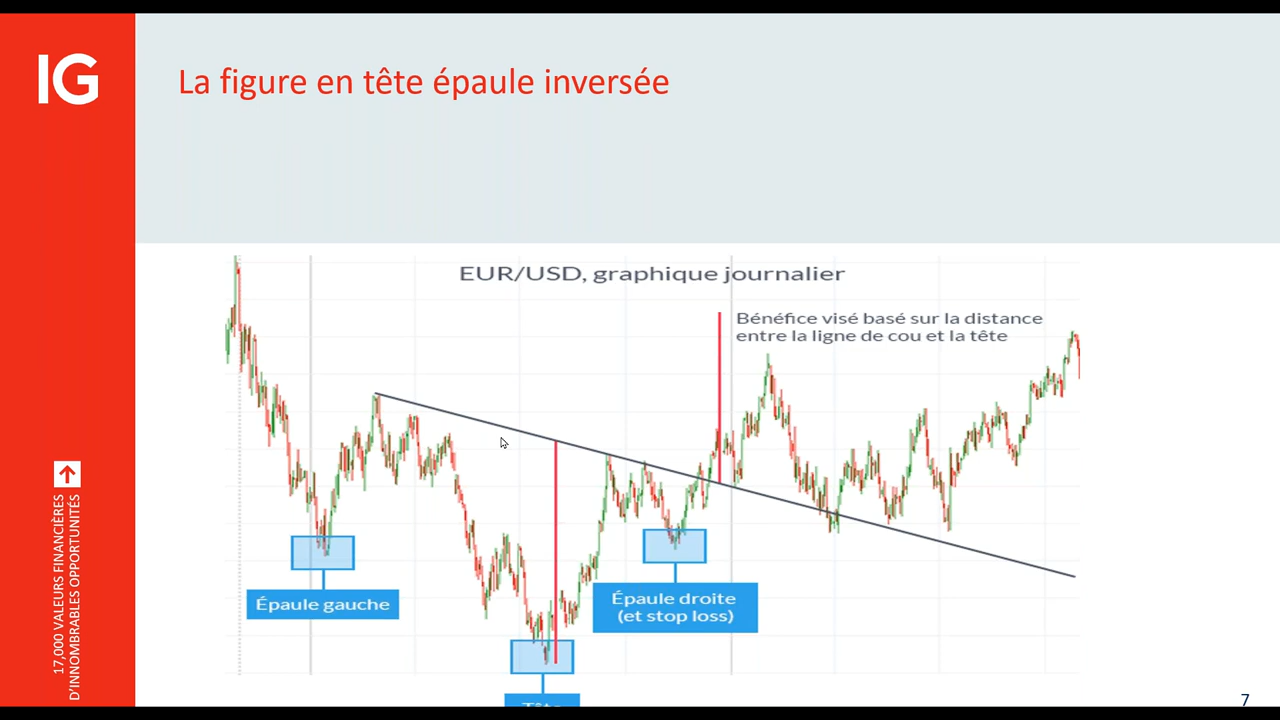 IG
La figure en tête épaule inversée
EUR/USD, graphique journalier
Bénéfice visé basé sur la distance
entre la ligne de cou et la tête
Épaule gauche
Épaule droite
(et stop loss)
17,000 VALEURS FINANCIÈRES
D'INNOMBRABLES OPPORTUNITÉS
7